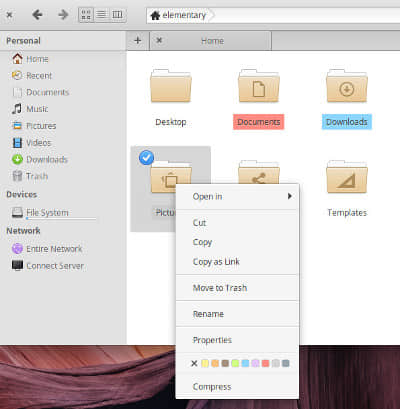 elementary
Personal
Home
Home
Recent
Documents
Music
Pictures
Videos
Downloads
Trash
Devices
File System
Network
Entire Network
Connect Server
Desktop
Documents
Downloads
Pictu
Templates
Open in
Cut
Copy
Copy as Link
Move to Trash
Rename
Properties
Compress